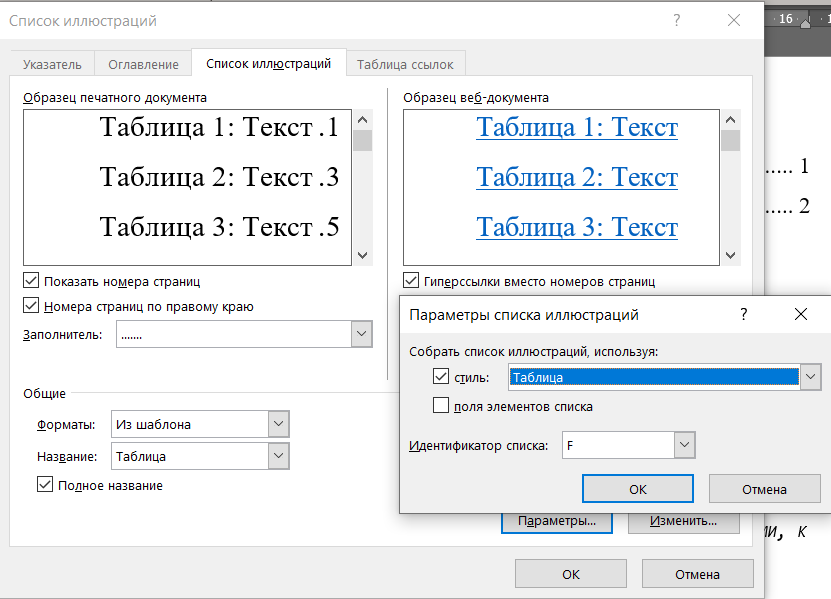 Список иллюстраций ?
16
Указатель Оглавление Список иллюстраций Таблица ссылок
Образец печатного документа
Таблица 1: Текст .1
Таблица 2: Текст .3
Таблица 3: Текст .5
Образец веб-документа
Таблица 1: Текст
Таблица 2: Текст
Таблица 3: Текст
..... 1
..... 2
Показать номера страниц
Номера страниц по правому краю
Заполнитель: .......
Гиперссылки вместо номеров страниц
Общие
Форматы: Из шаблона
Название: Таблица
Полное название
Параметры списка иллюстраций ?
Собрать список иллюстраций, используя:
стиль: Таблица
поля элементов списка
Идентификатор списка: F
ОК Отмена
Параметры... Изменить...
ми, к
ОК Отмена